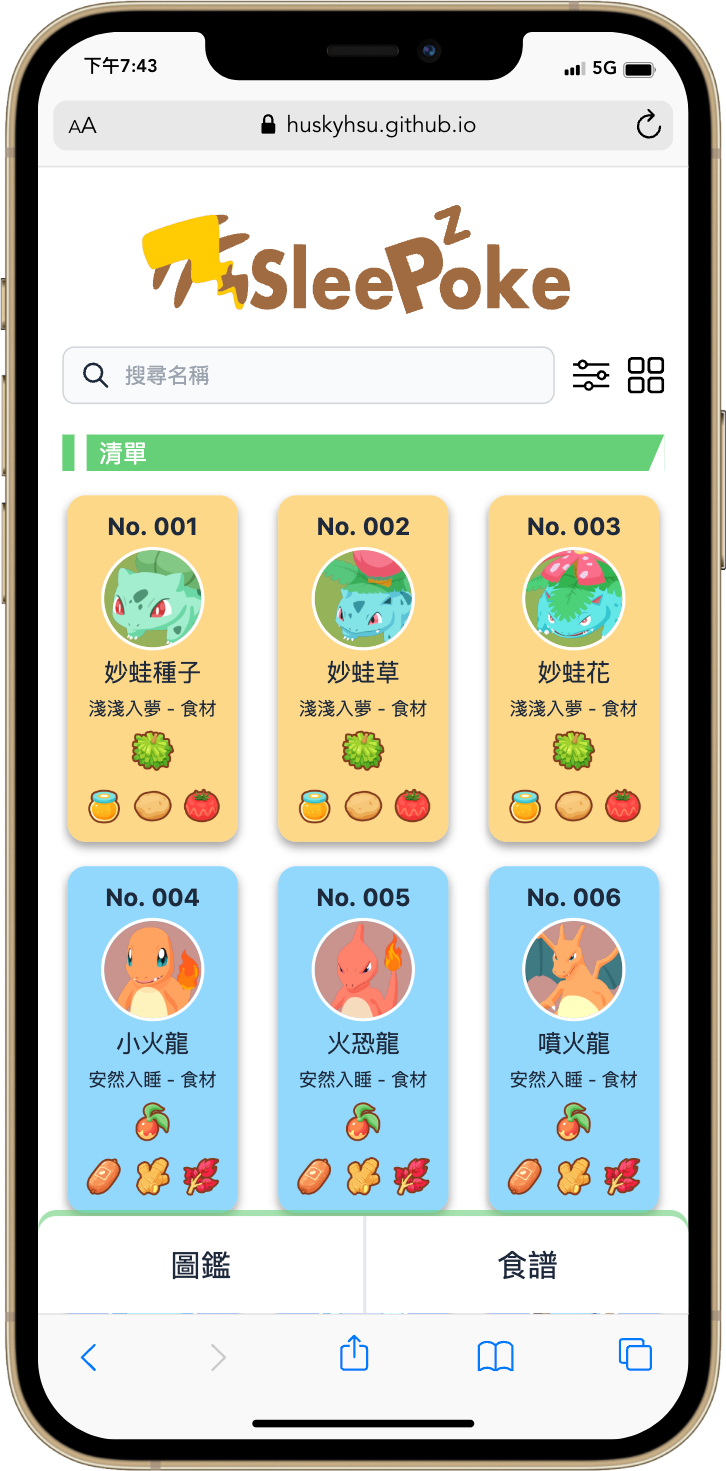 下午7:43
5G
AA
huskyhsu.github.io
SleePoke
z
搜尋名稱
清單
No. 001
No. 002
No. 003
妙蛙種子
妙蛙草
妙蛙花
淺淺入夢 - 食材
淺淺入夢 - 食材
淺淺入夢 - 食材
No. 004
No. 005
No. 006
小火龍
火恐龍
噴火龍
安然入睡 - 食材
安然入睡 - 食材
安然入睡 - 食材
圖鑑
食譜